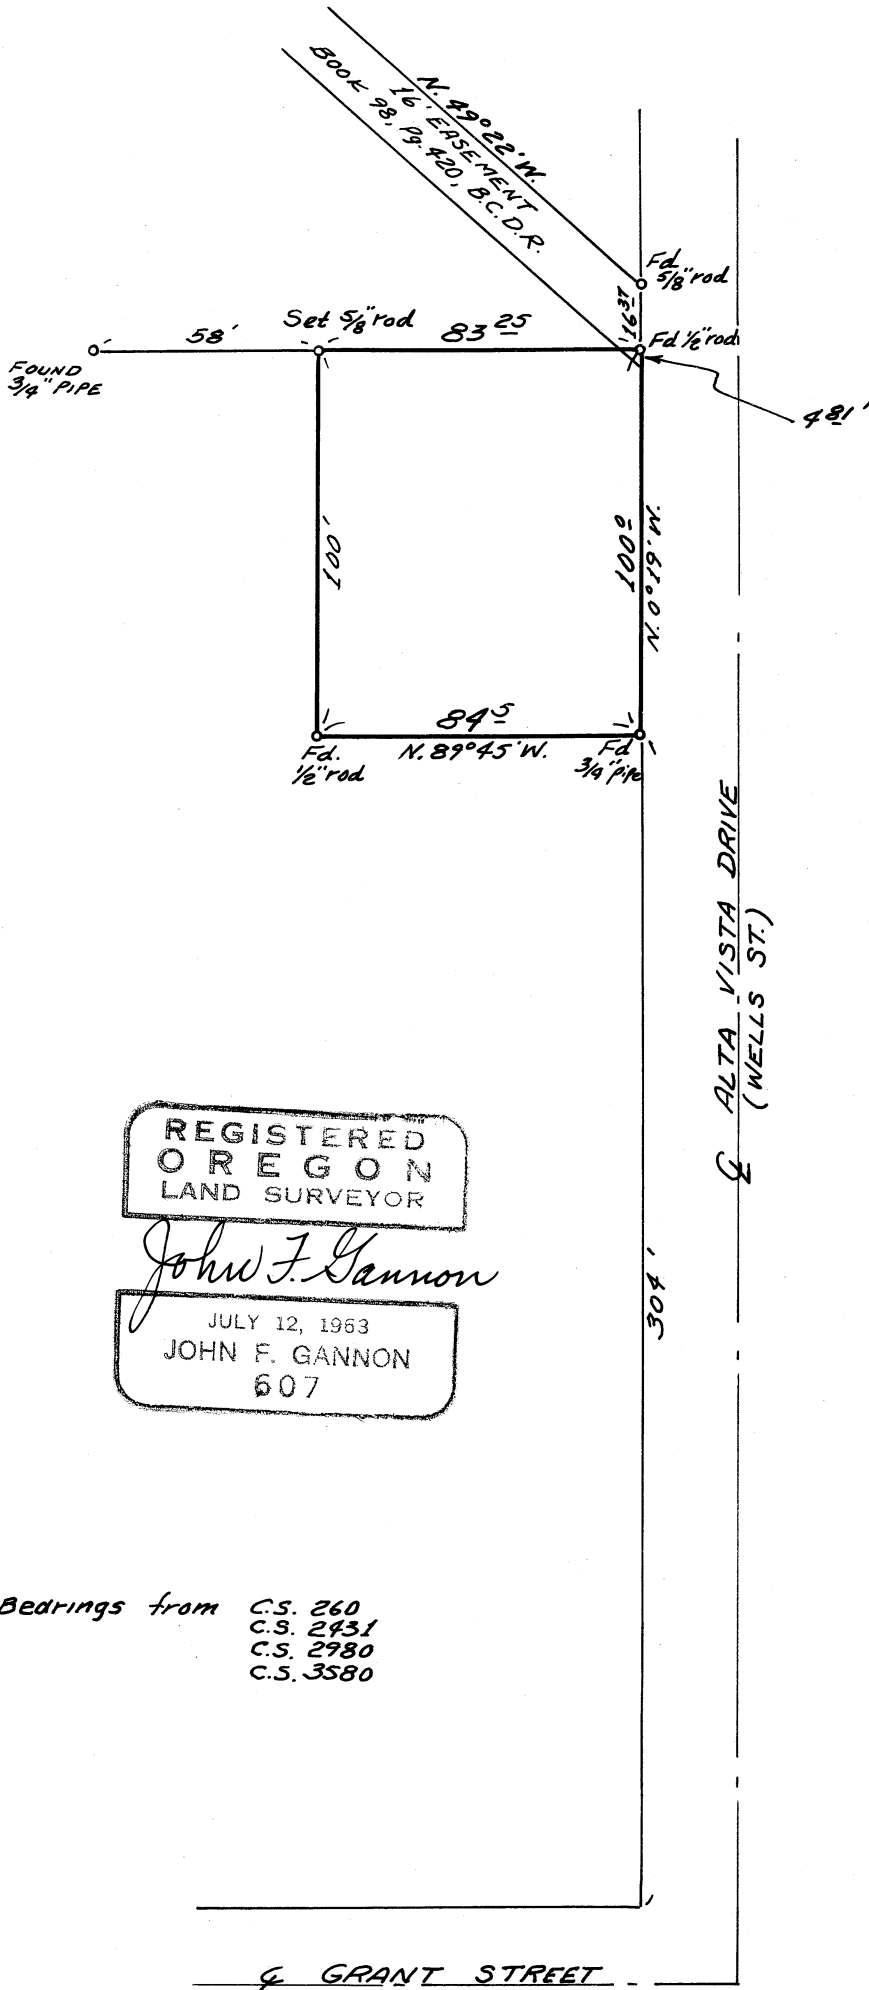 N. 49°22' W.
16' EASEMENT
BOOK 98, Pg. 420, B.C.D.R.
Fd
5/8" rod
16 37
58'
Set 5/8" rod
83 25
Fd 1/2" rod
FOUND
3/4" PIPE
4 81'
100'
100 0
N. 0°19' W.
84 5
N. 89°45' W.
Fd.
1/2" rod
Fd
3/4" pipe
℄ ALTA VISTA DRIVE
(WELLS ST.)
REGISTERED
OREGON
LAND SURVEYOR
John F. Gannon
JULY 12, 1963
JOHN F. GANNON
607
304'
Bearings from C.S. 260
C.S. 2431
C.S. 2980
C.S. 3580
℄ GRANT STREET